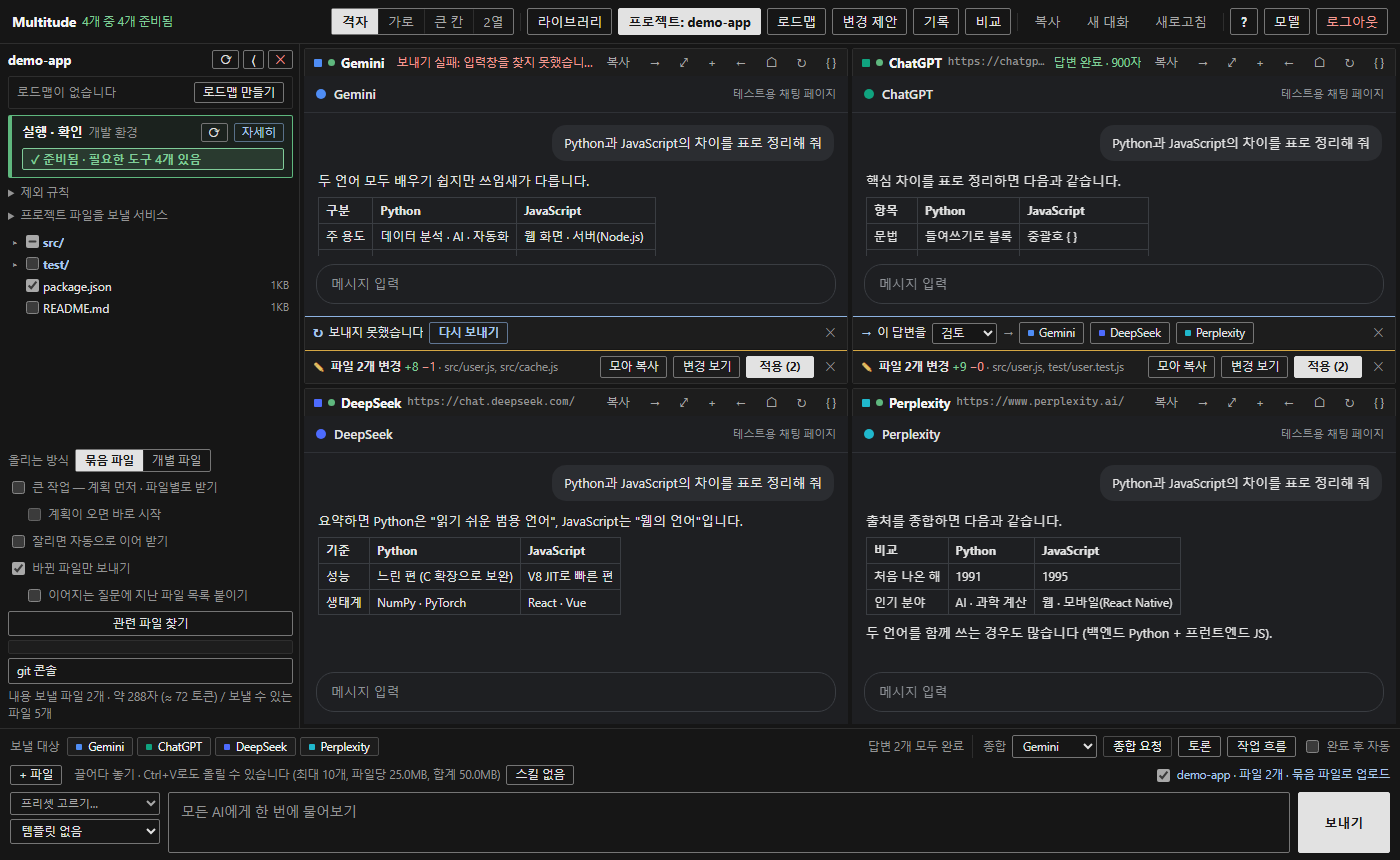 Multitude 4개 중 4개 준비됨 격자 가로 큰 칸 2열 라이브러리 프로젝트: demo-app 로드맵 변경 제안 기록 비교 복사 새 대화 새로고침 ? 모델 로그아웃
demo-app
로드맵이 없습니다 로드맵 만들기
실행 · 확인 개발 환경 자세히
✓ 준비됨 · 필요한 도구 4개 있음
제외 규칙
프로젝트 파일을 보낼 서비스
src/
test/
package.json 1KB
README.md 1KB
올리는 방식 묶음 파일 개별 파일
큰 작업 — 계획 먼저 · 파일별로 받기
계획이 오면 바로 시작
잘리면 자동으로 이어 받기
바뀐 파일만 보내기
이어지는 질문에 지난 파일 목록 붙이기
관련 파일 찾기
git 콘솔
내용 보낼 파일 2개 · 약 288자 (≈ 72 토큰) / 보낼 수 있는
파일 5개
Gemini 보내기 실패: 입력창을 찾지 못했습니... 복사 → ⤢ + ← ↻ { }
Gemini 테스트용 채팅 페이지
Python과 JavaScript의 차이를 표로 정리해 줘
두 언어 모두 배우기 쉽지만 쓰임새가 다릅니다.
구분 Python JavaScript
주 용도 데이터 분석 · AI · 자동화 웹 화면 · 서버(Node.js)
메시지 입력
↻ 보내지 못했습니다 다시 보내기 ×
파일 2개 변경 +8 −1 · src/user.js, src/cache.js 모아 복사 변경 보기 적용 (2) ×
ChatGPT https://chatgp... 답변 완료 · 900자 복사 → ⤢ + ← ↻ { }
ChatGPT 테스트용 채팅 페이지
Python과 JavaScript의 차이를 표로 정리해 줘
핵심 차이를 표로 정리하면 다음과 같습니다.
항목 Python JavaScript
문법 들여쓰기로 블록 중괄호 { }
메시지 입력
→ 이 답변을 검토 → Gemini DeepSeek Perplexity ×
파일 2개 변경 +9 −0 · src/user.js, test/user.test.js 모아 복사 변경 보기 적용 (2) ×
DeepSeek https://chat.deepseek.com/ 복사 → ⤢ + ← ↻ { }
DeepSeek 테스트용 채팅 페이지
Python과 JavaScript의 차이를 표로 정리해 줘
요약하면 Python은 "읽기 쉬운 범용 언어", JavaScript는 "웹의 언어"입니다.
기준 Python JavaScript
성능 느린 편 (C 확장으로 보완) V8 JIT로 빠른 편
생태계 NumPy · PyTorch React · Vue
메시지 입력
Perplexity https://www.perplexity.ai/ 복사 → ⤢ + ← ↻ { }
Perplexity 테스트용 채팅 페이지
Python과 JavaScript의 차이를 표로 정리해 줘
출처를 종합하면 다음과 같습니다.
비교 Python JavaScript
처음 나온 해 1991 1995
인기 분야 AI · 과학 계산 웹 · 모바일(React Native)
두 언어를 함께 쓰는 경우도 많습니다 (백엔드 Python + 프런트엔드 JS).
메시지 입력
보낼 대상 Gemini ChatGPT DeepSeek Perplexity 답변 2개 모두 완료 종합 Gemini 종합 요청 토론 작업 흐름 완료 후 자동
+ 파일 끌어다 놓기 · Ctrl+V로도 올릴 수 있습니다 (최대 10개, 파일당 25.0MB, 합계 50.0MB) 스킬 없음 demo-app · 파일 2개 · 묶음 파일로 업로드
프리셋 고르기... 모든 AI에게 한 번에 물어보기 보내기
템플릿 없음